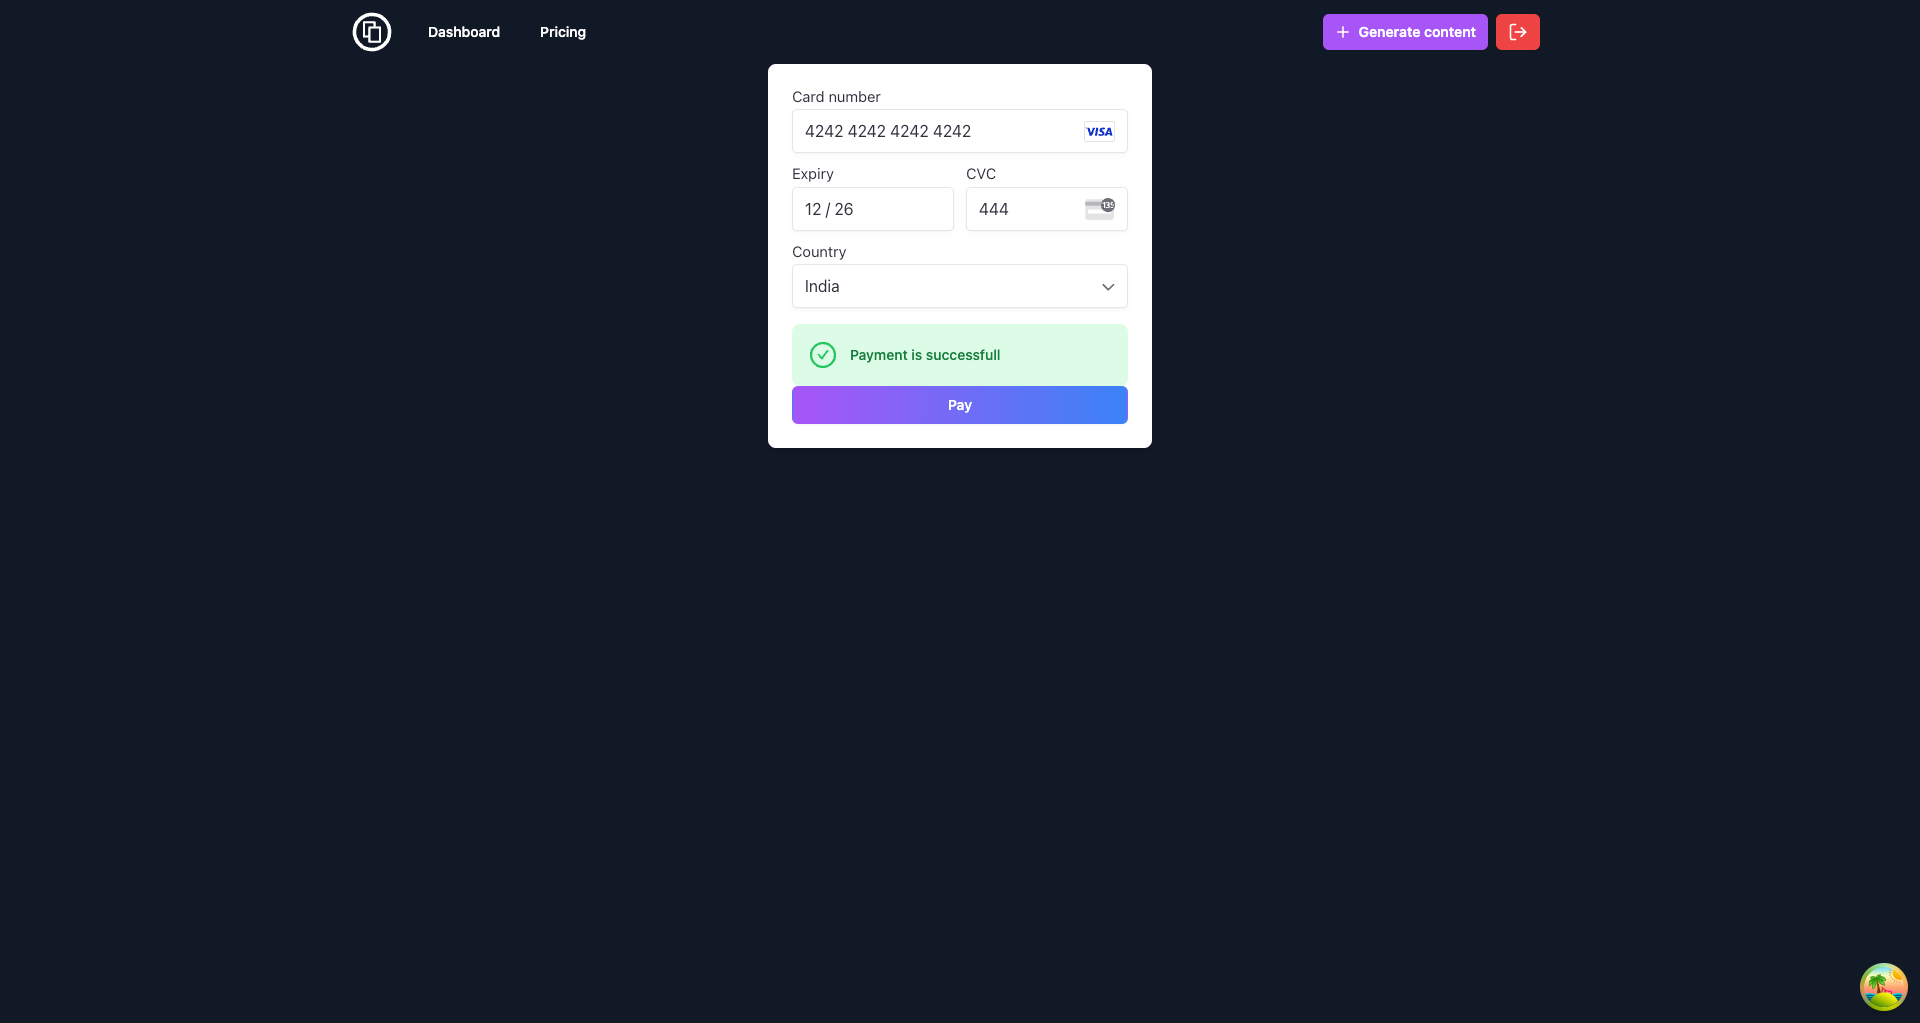 Dashboard
Pricing
Generate content
Card number
4242 4242 4242 4242
VISA
Expiry
CVC
12 / 26
444
135
Country
India
Payment is successfull
Pay